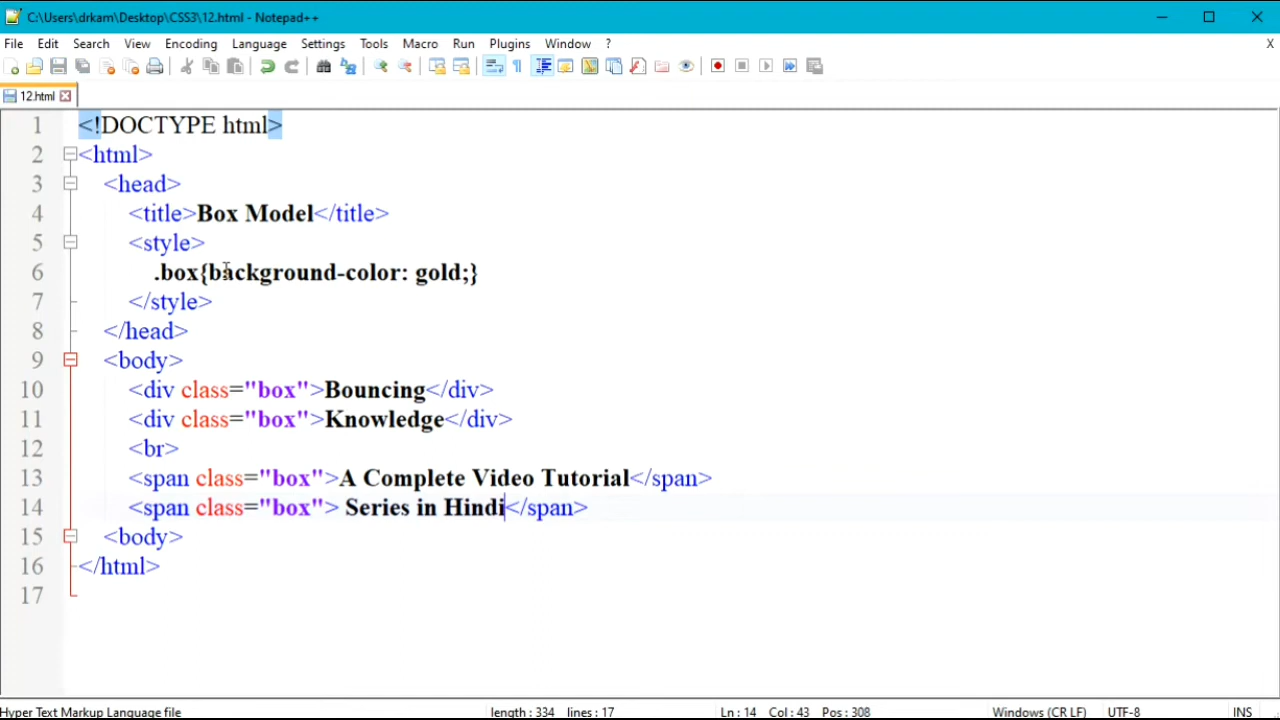 C:\Users\drkam\Desktop\CSS3\12.html - Notepad++
File Edit Search View Encoding Language Settings Tools Macro Run Plugins Window ? X
12.html
1 <!DOCTYPE html>
2 <html>
3 <head>
4 <title>Box Model</title>
5 <style>
6 .box{background-color: gold;}
7 </style>
8 </head>
9 <body>
10 <div class="box">Bouncing</div>
11 <div class="box">Knowledge</div>
12 <br>
13 <span class="box">A Complete Video Tutorial</span>
14 <span class="box"> Series in Hindi</span>
15 <body>
16 </html>
17
Hyper Text Markup Language file length : 334 lines : 17 Ln : 14 Col : 43 Pos : 308 Windows (CR LF) UTF-8 INS